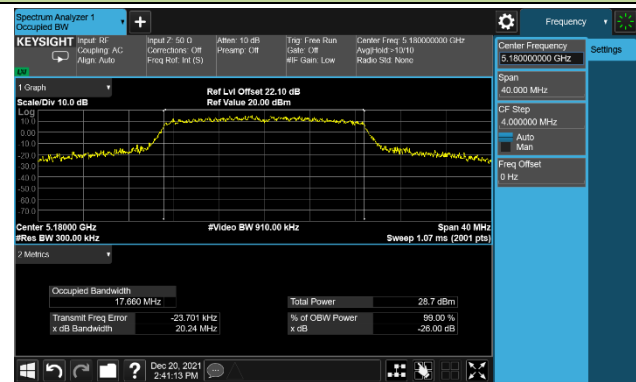 Spectrum Analyzer 1
Occupied BW
+
Frequency
KEYSIGHT
Input: RF
Coupling: AC
Align: Auto
Input Z: 50 Ω
Corrections: Off
Freq Ref: Int (S)
Atten: 10 dB
Preamp: Off
Trig: Free Run
Gate: Off
#IF Gain: Low
Center Freq: 5.180000000 GHz
Avg|Hold:>10/10
Radio Std: None
Center Frequency
5.180000000 GHz
Settings
Span
40.000 MHz
CF Step
4.000000 MHz
Auto
Man
Freq Offset
0 Hz
1 Graph
Ref Lvl Offset 22.10 dB
Scale/Div 10.0 dB
Ref Value 20.00 dBm
Log
10.0
0.00
-10.0
-20.0
-30.0
-40.0
-50.0
-60.0
-70.0
Center 5.18000 GHz
#Video BW 910.00 kHz
Span 40 MHz
#Res BW 300.00 kHz
Sweep 1.07 ms (2001 pts)
2 Metrics
Occupied Bandwidth
17.660 MHz
Total Power
28.7 dBm
Transmit Freq Error
-23.701 kHz
% of OBW Power
99.00 %
x dB Bandwidth
20.24 MHz
x dB
-26.00 dB
?
Dec 20, 2021
2:41:13 PM